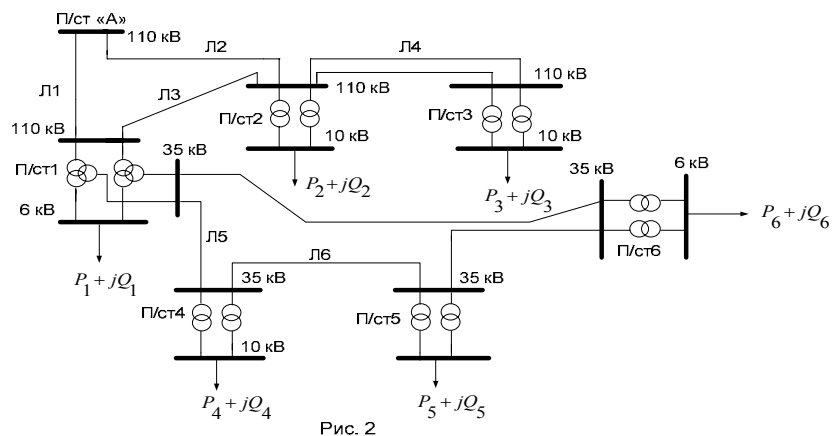 П/ст «А»
110 кВ
Л2
Л4
Л1
Л3
110 кВ
110 кВ
110 кВ
П/ст2
П/ст3
35 кВ
10 кВ
10 кВ
П/ст1
35 кВ
6 кВ
P2 + jQ2
P3 + jQ3
6 кВ
P6 + jQ6
Л5
П/ст6
P1 + jQ1
Л6
35 кВ
35 кВ
П/ст4
П/ст5
10 кВ
P4 + jQ4
P5 + jQ5
Рис. 2